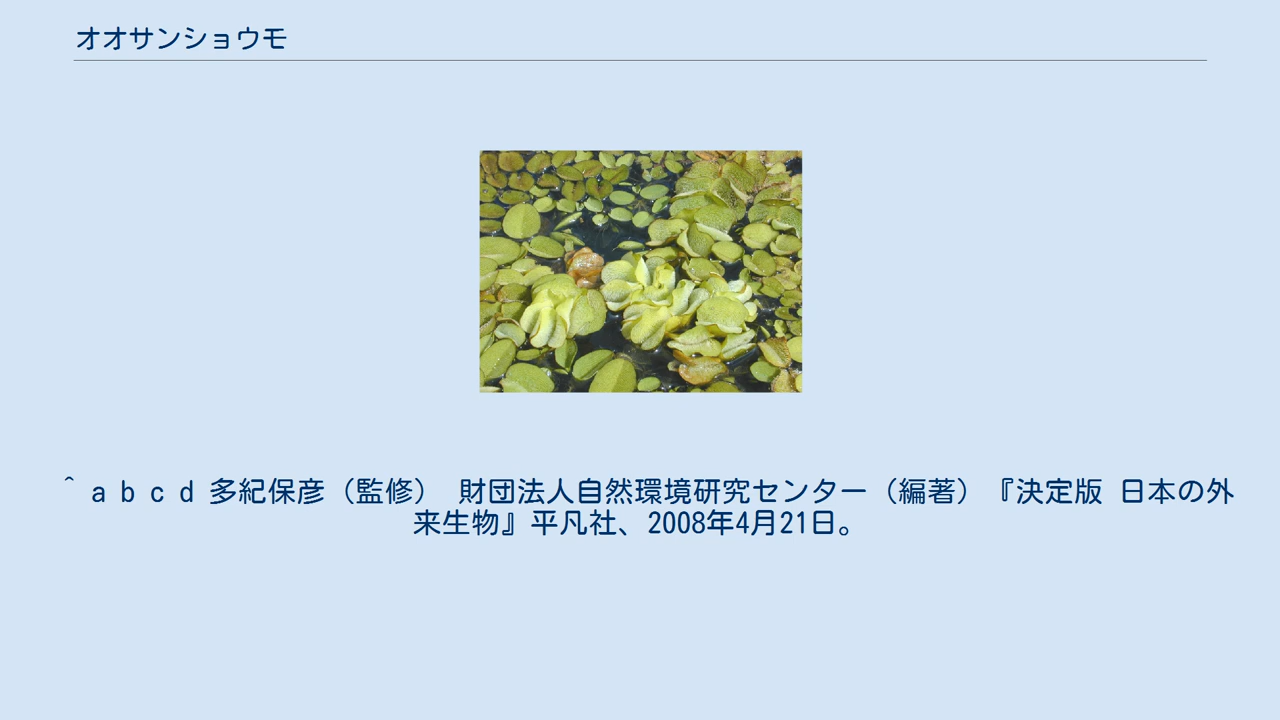 オオサンショウモ
^ a b c d 多紀保彦（監修） 財団法人自然環境研究センター（編著）『決定版 日本の外
来生物』平凡社、2008年4月21日。